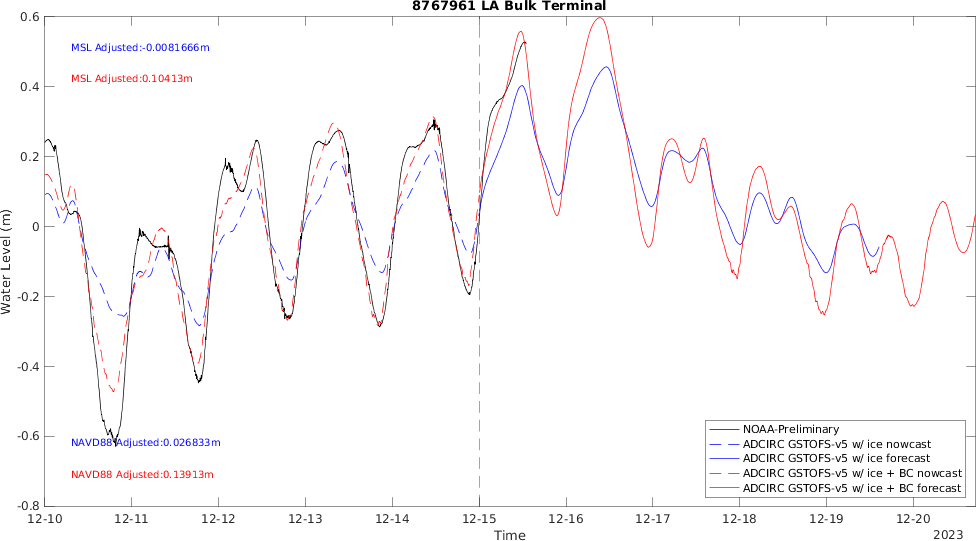 8767961 LA Bulk Terminal
0.6
0.4
0.2
0
-0.2
-0.4
-0.6
-0.8
Water Level (m)
MSL Adjusted:-0.0081666m
MSL Adjusted:0.10413m
NAVD88 Adjusted:0.026833m
NAVD88 Adjusted:0.13913m
NOAA-Preliminary
ADCIRC GSTOFS-v5 w/ ice nowcast
ADCIRC GSTOFS-v5 w/ ice forecast
ADCIRC GSTOFS-v5 w/ ice + BC nowcast
ADCIRC GSTOFS-v5 w/ ice + BC forecast
12-10 12-11 12-12 12-13 12-14 12-15 12-16 12-17 12-18 12-19 12-20
Time
2023